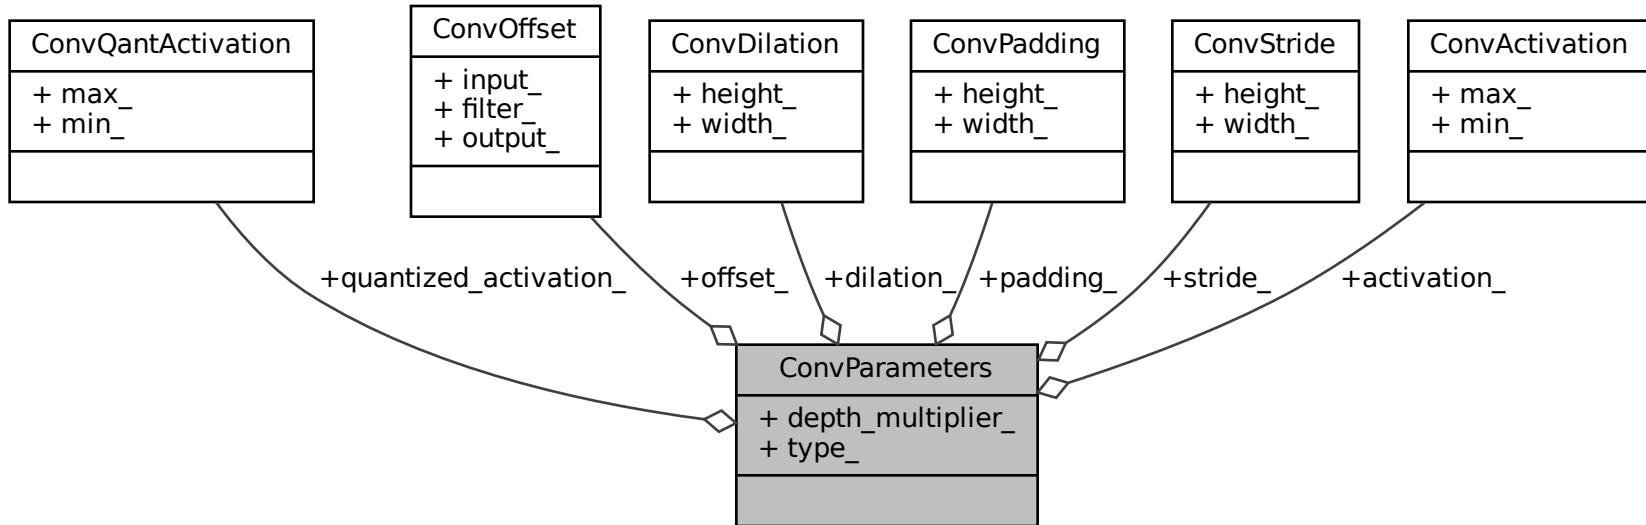 ConvQantActivation
+ max_
+ min_
ConvOffset
+ input_
+ filter_
+ output_
ConvDilation
+ height_
+ width_
ConvPadding
+ height_
+ width_
ConvStride
+ height_
+ width_
ConvActivation
+ max_
+ min_
+quantized_activation_
+offset_
+dilation_
+padding_
+stride_
+activation_
ConvParameters
+ depth_multiplier_
+ type_